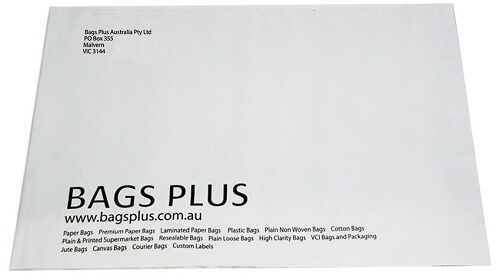 Bags Plus Australia Pty Ltd
PO Box 355
Malvern
VIC 3144
BAGS PLUS
www.bagsplus.com.au
Paper Bags Premium Paper Bags Laminated Paper Bags Plastic Bags Plain Non Woven Bags Cotton Bags
Plain & Printed Supermarket Bags Resealable Bags Plain Loose Bags High Clarity Bags VCI Bags and Packaging
Jute Bags Canvas Bags Courier Bags Custom Labels